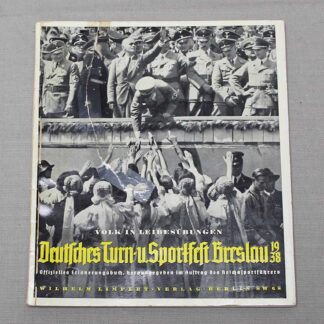 VOLK IN LEIBESÜBUNGEN
Deutsches Turn-u. Sportfest Breslau 1938
Offizielles Erinnerungsbuch, herausgegeben im Auftrag des Reichssportführers
WILHELM LIMPERT-VERLAG BERLIN SW 68